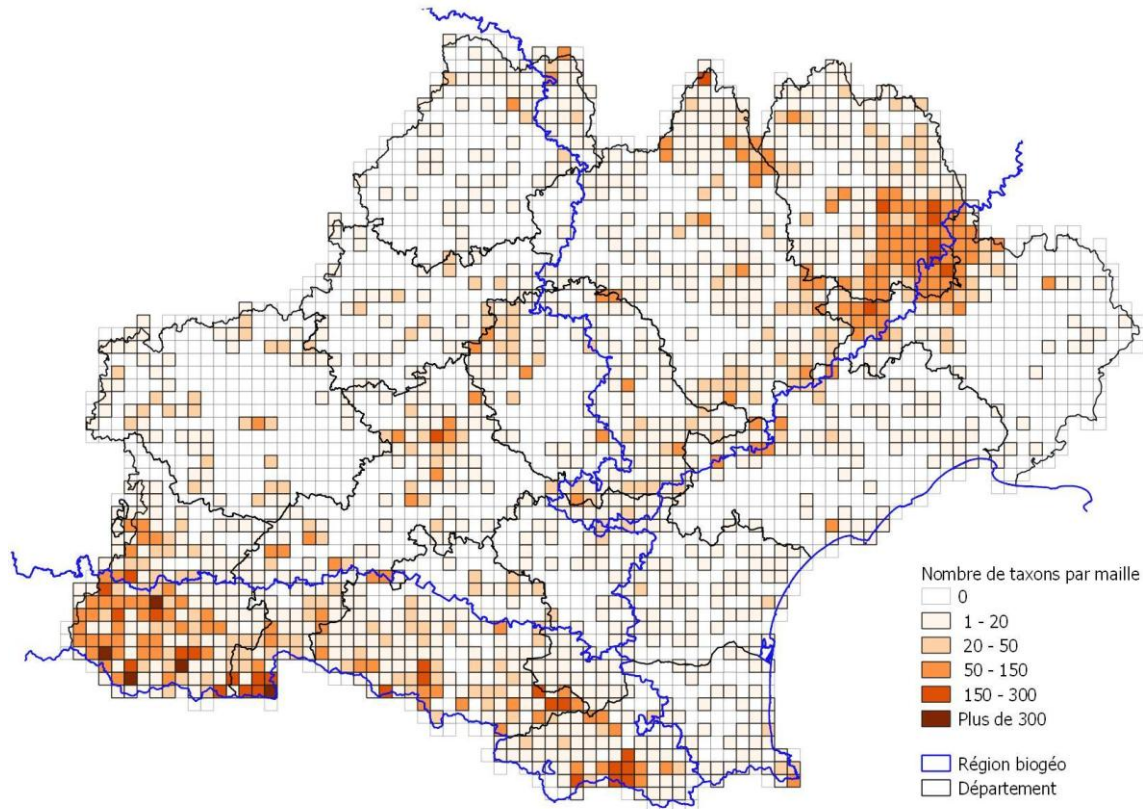 Nombre de taxons par maille
0
1 - 20
20 - 50
50 - 150
150 - 300
Plus de 300
Région biogéo
Département